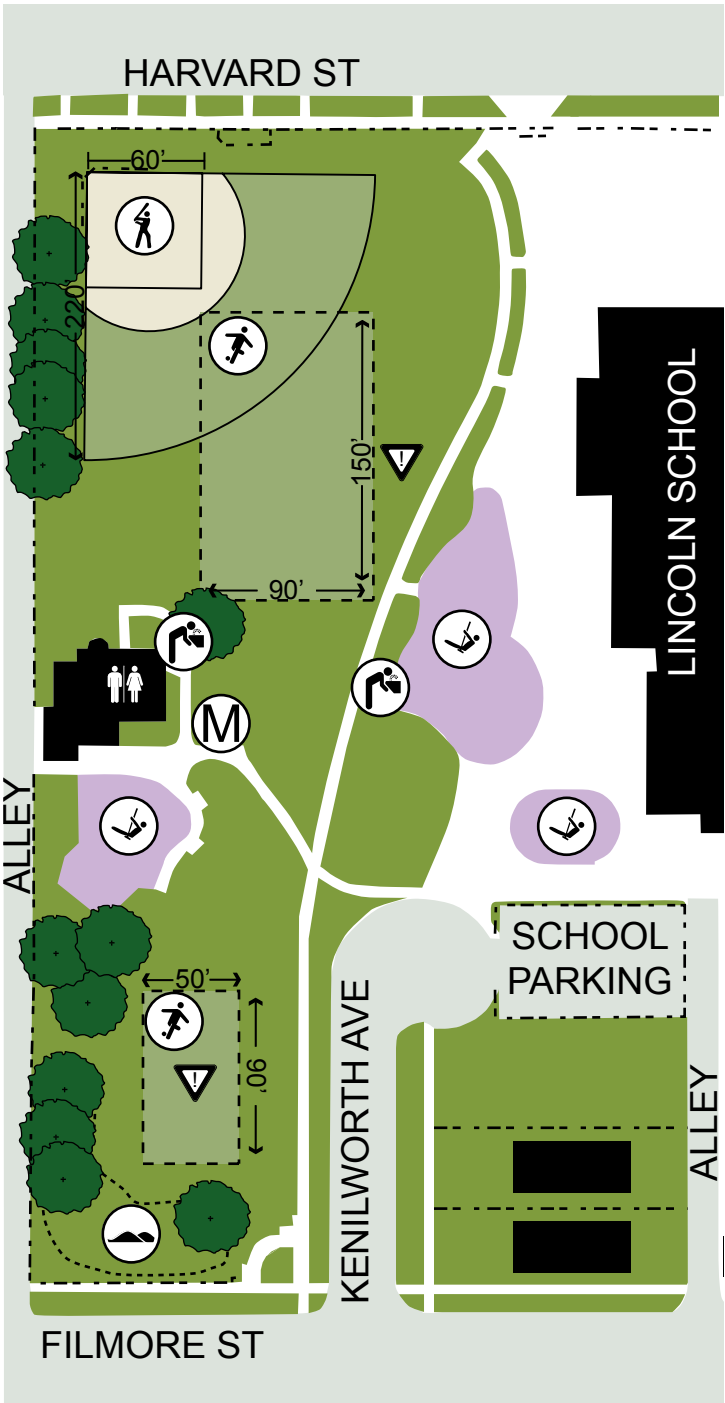 HARVARD ST
60'
220'
150'
90'
LINCOLN SCHOOL
M
ALLEY
SCHOOL
PARKING
50'
90'
KENILWORTH AVE
ALLEY
FILMORE ST
!
!